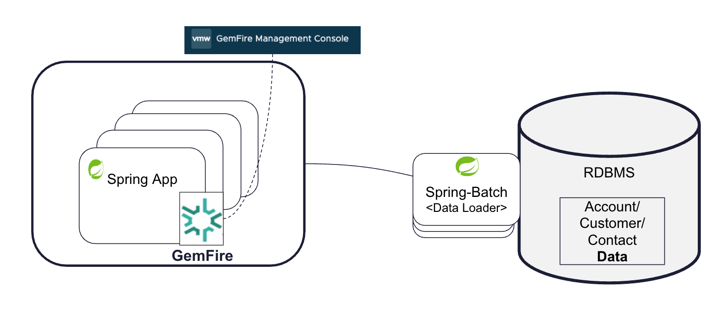 vmw GemFire Management Console
Spring App
GemFire
Spring-Batch
<Data Loader>
RDBMS
Account/
Customer/
Contact
Data